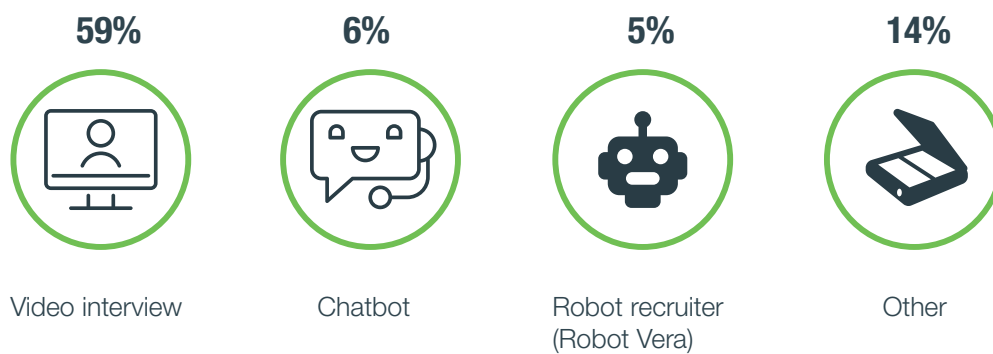 59%
6%
5%
14%
Video interview
Chatbot
Robot recruiter
(Robot Vera)
Other